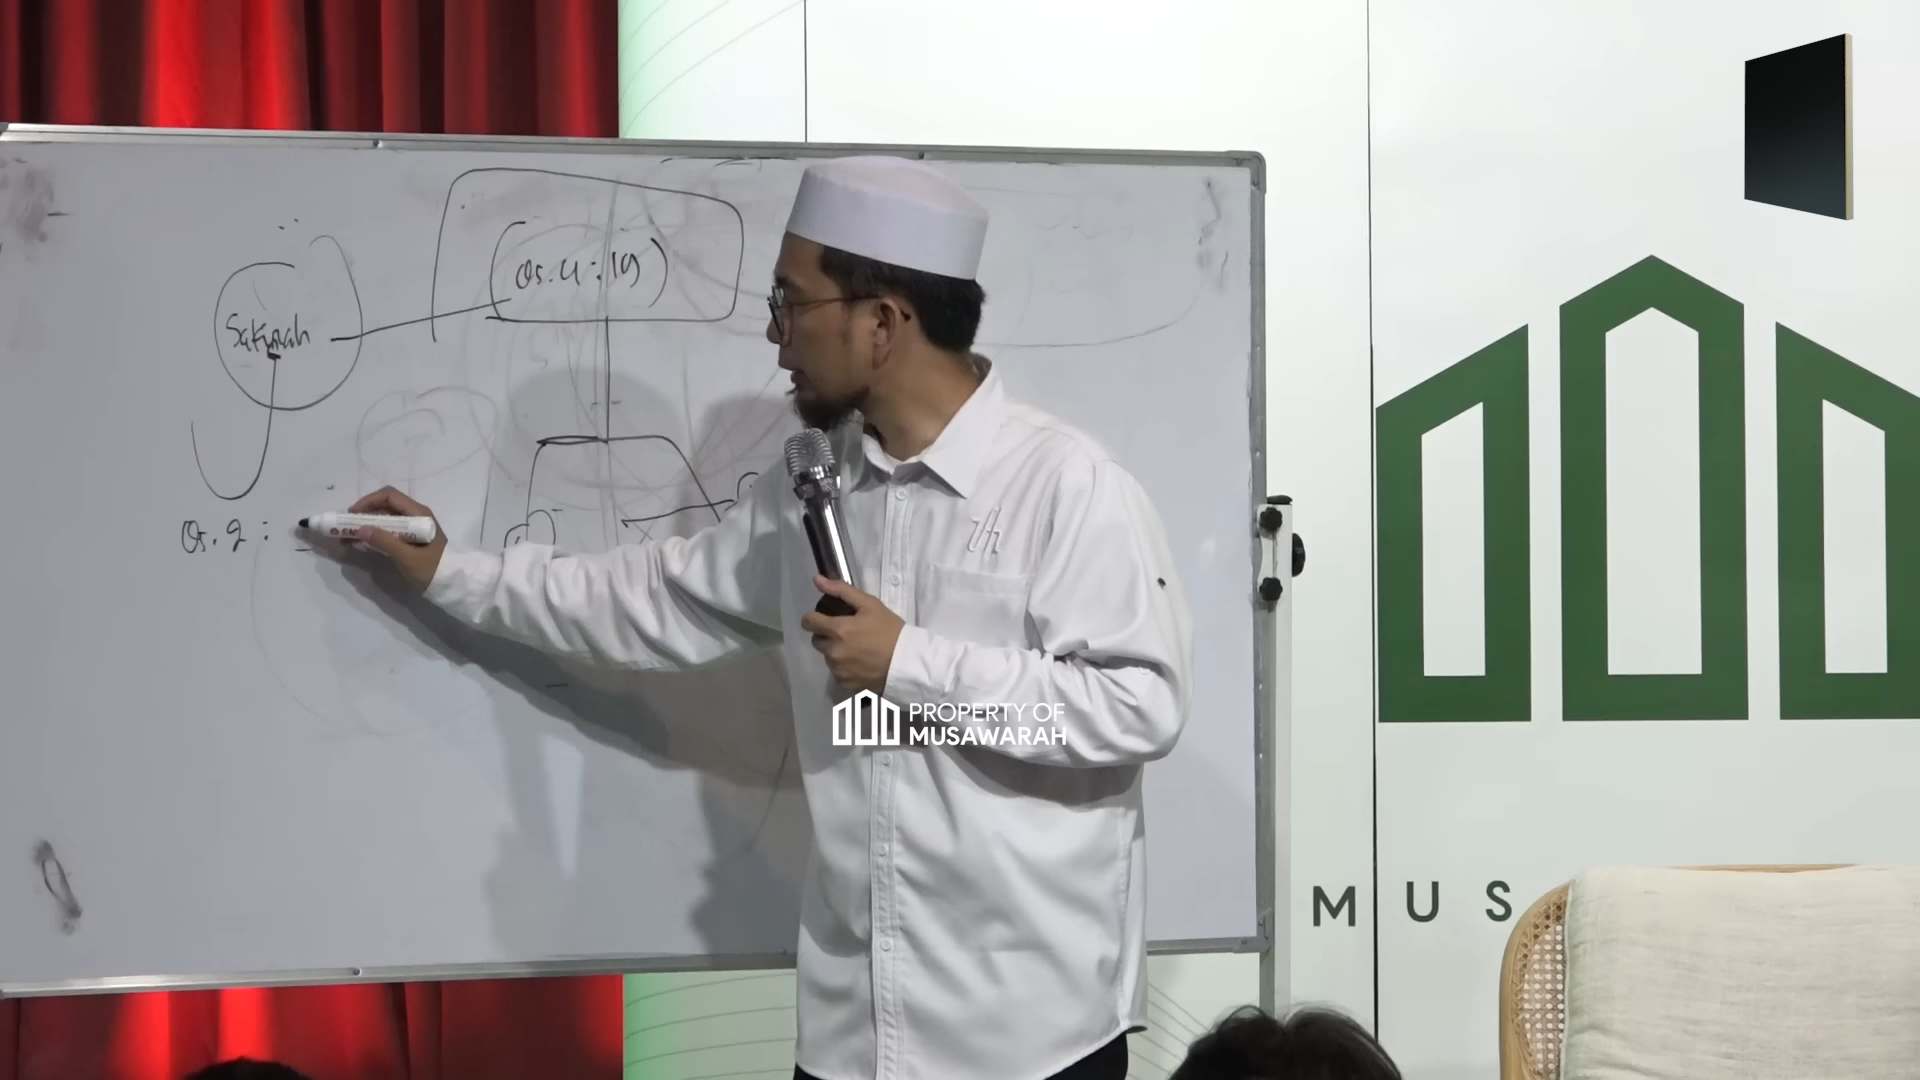 (Qs. 4 : 19)
Sakinah
Qs. 2 :
PROPERTY OF
MUSAWARAH
MUS